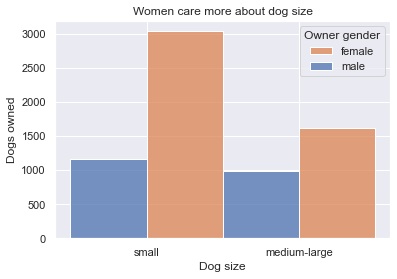 Women care more about dog size
Owner gender
female
male
3000
2500
2000
1500
1000
500
0
Dogs owned
small
medium-large
Dog size